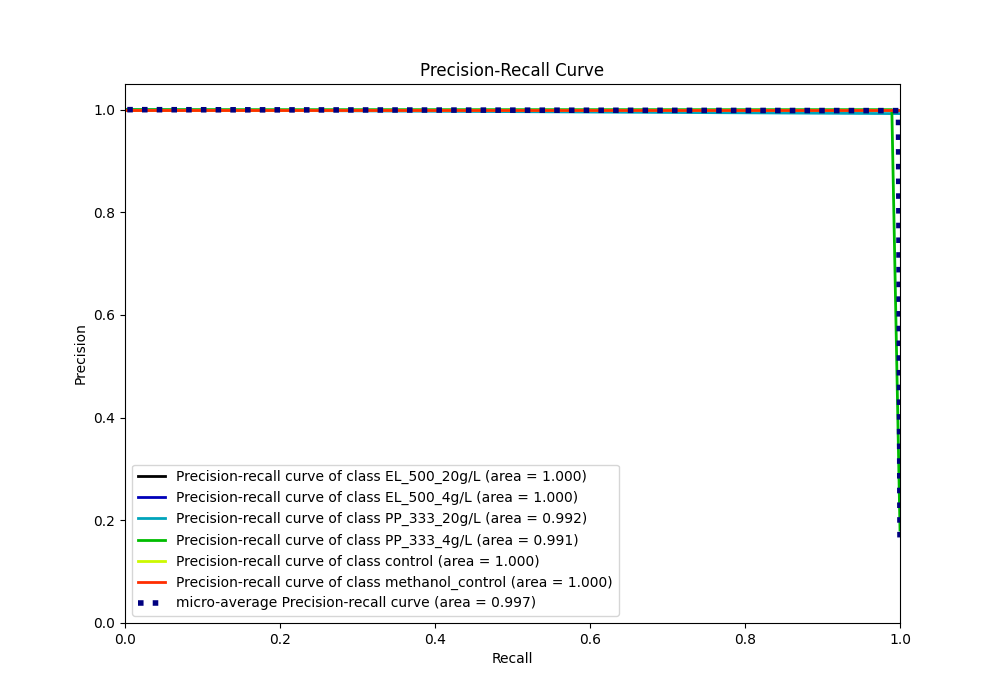 Precision-Recall Curve
1.0
0.8
0.6
0.4
0.2
0.0
Precision
Precision-recall curve of class EL_500_20g/L (area = 1.000)
Precision-recall curve of class EL_500_4g/L (area = 1.000)
Precision-recall curve of class PP_333_20g/L (area = 0.992)
Precision-recall curve of class PP_333_4g/L (area = 0.991)
Precision-recall curve of class control (area = 1.000)
Precision-recall curve of class methanol_control (area = 1.000)
micro-average Precision-recall curve (area = 0.997)
0.0 0.2 0.4 0.6 0.8 1.0
Recall